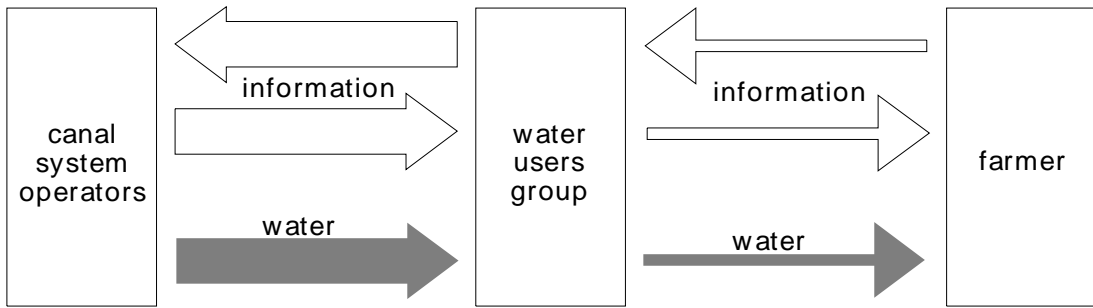 information
information
canal
system
operators
water
users
group
farmer
water
water